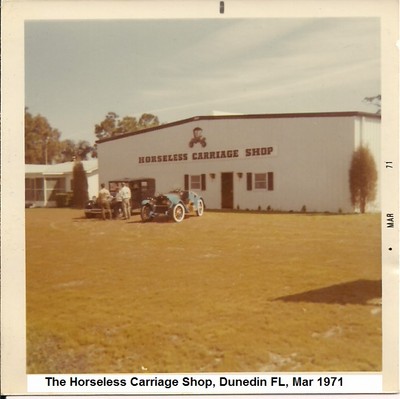 HORSELESS CARRIAGE SHOP
MAR 71
The Horseless Carriage Shop, Dunedin FL, Mar 1971